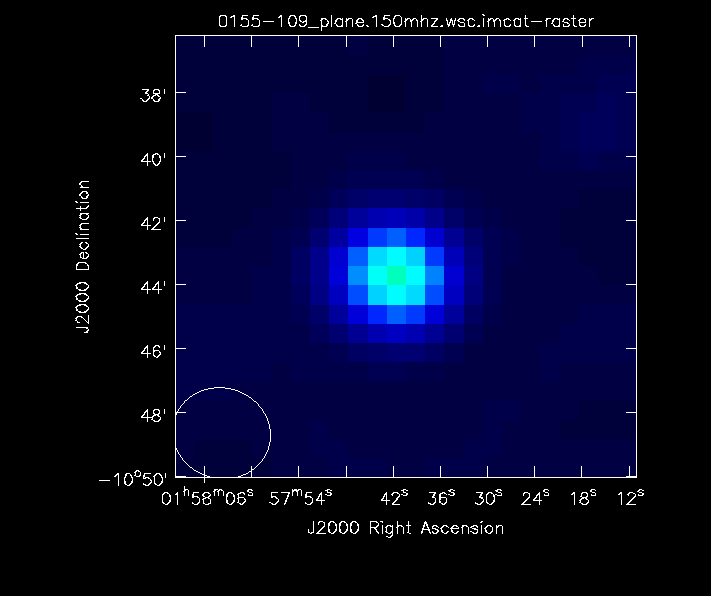 0155-109_plane.150mhz.wsc.imcat-raster
38'
40'
42'
44'
46'
48'
-10°50'
J2000 Declination
01ʰ58ᵐ06ˢ 57ᵐ54ˢ 42ˢ 36ˢ 30ˢ 24ˢ 18ˢ 12ˢ
J2000 Right Ascension